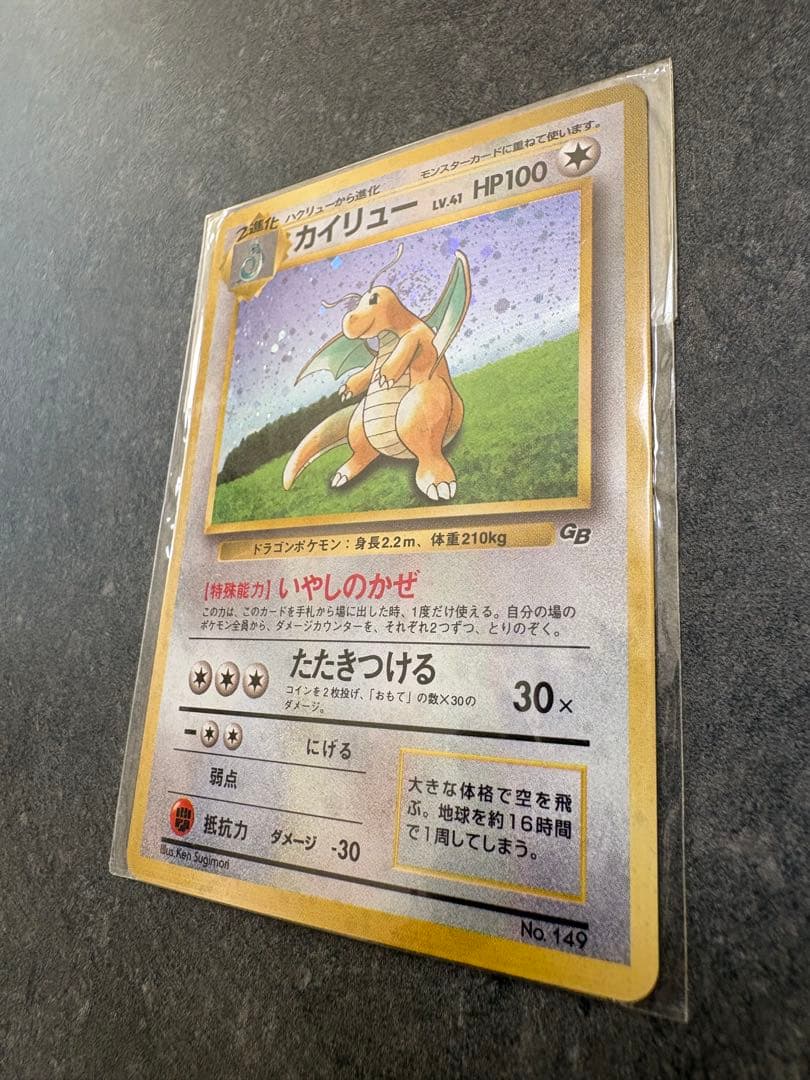 モンスターカードに重ねて使います。
2進化 ハクリューから進化
カイリュー LV.41 HP100
ドラゴンポケモン:身長2.2m、体重210kg
GB
[特殊能力] いやしのかぜ
この力は、このカードを手札から場に出した時、1度だけ使える。自分の場の
ポケモン全員から、ダメージカウンターを、それぞれ2つずつ、とりのぞく。
たたきつける
コインを2枚投げ、「おもて」の数×30の
ダメージ。
30×
ー にげる
弱点
抵抗力 ダメージ -30
大きな体格で空を飛
ぶ。地球を約16時間
で1周してしまう。
Illus. Ken Sugimori
No. 149